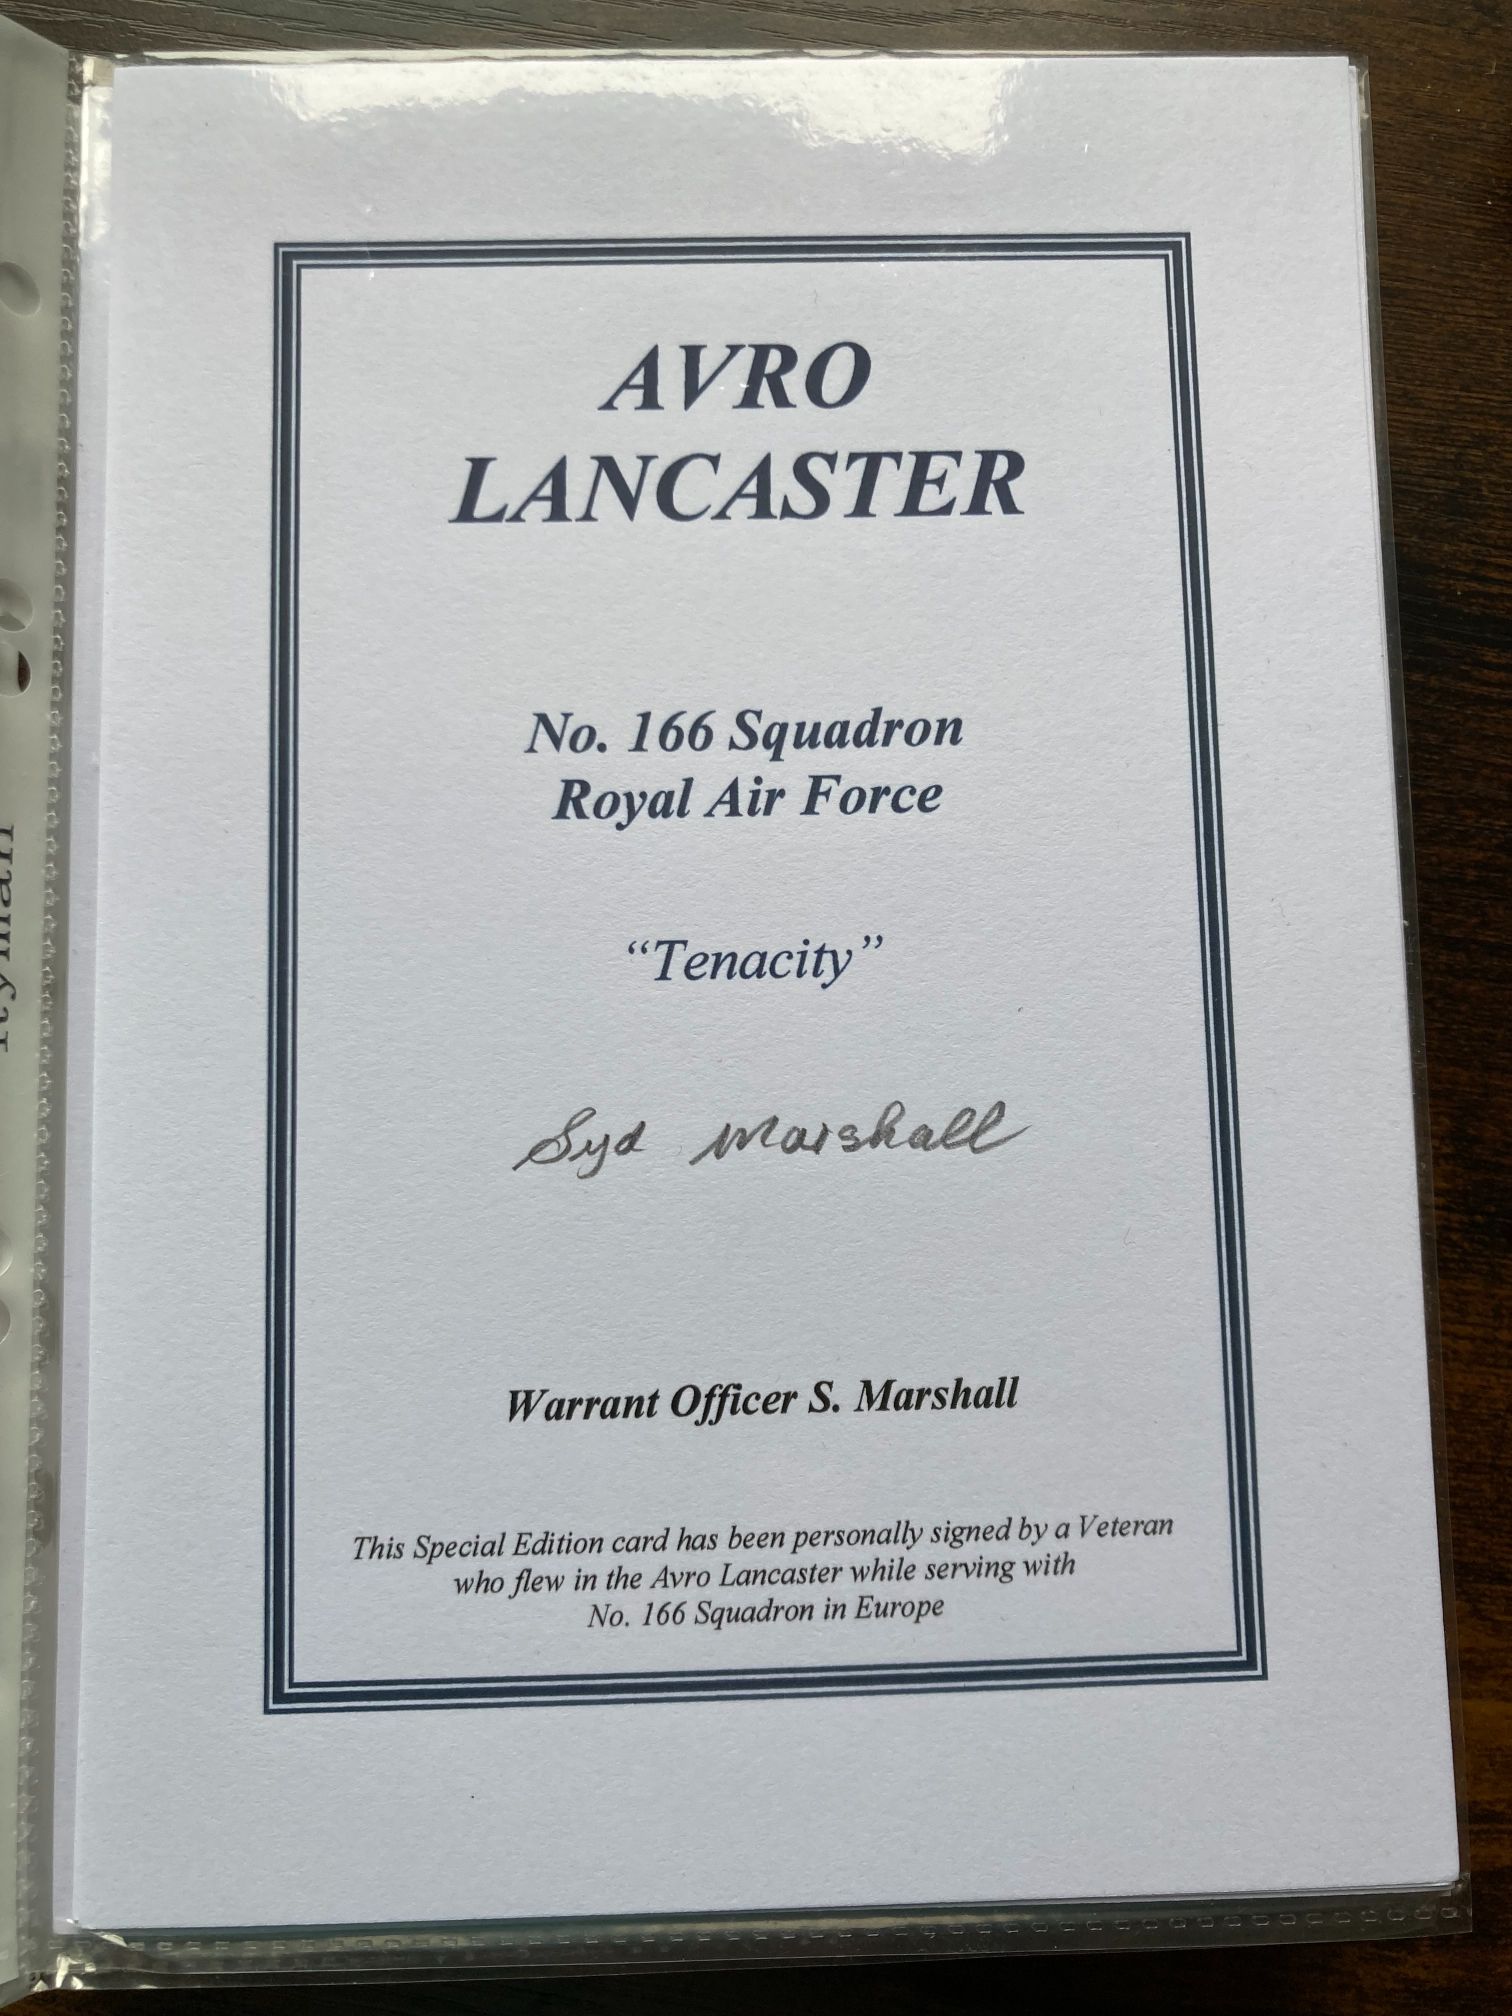 AVRO
LANCASTER
No. 166 Squadron
Royal Air Force
“Tenacity”
Syd Marshall
Warrant Officer S. Marshall
This Special Edition card has been personally signed by a Veteran
who flew in the Avro Lancaster while serving with
No. 166 Squadron in Europe
Ryman